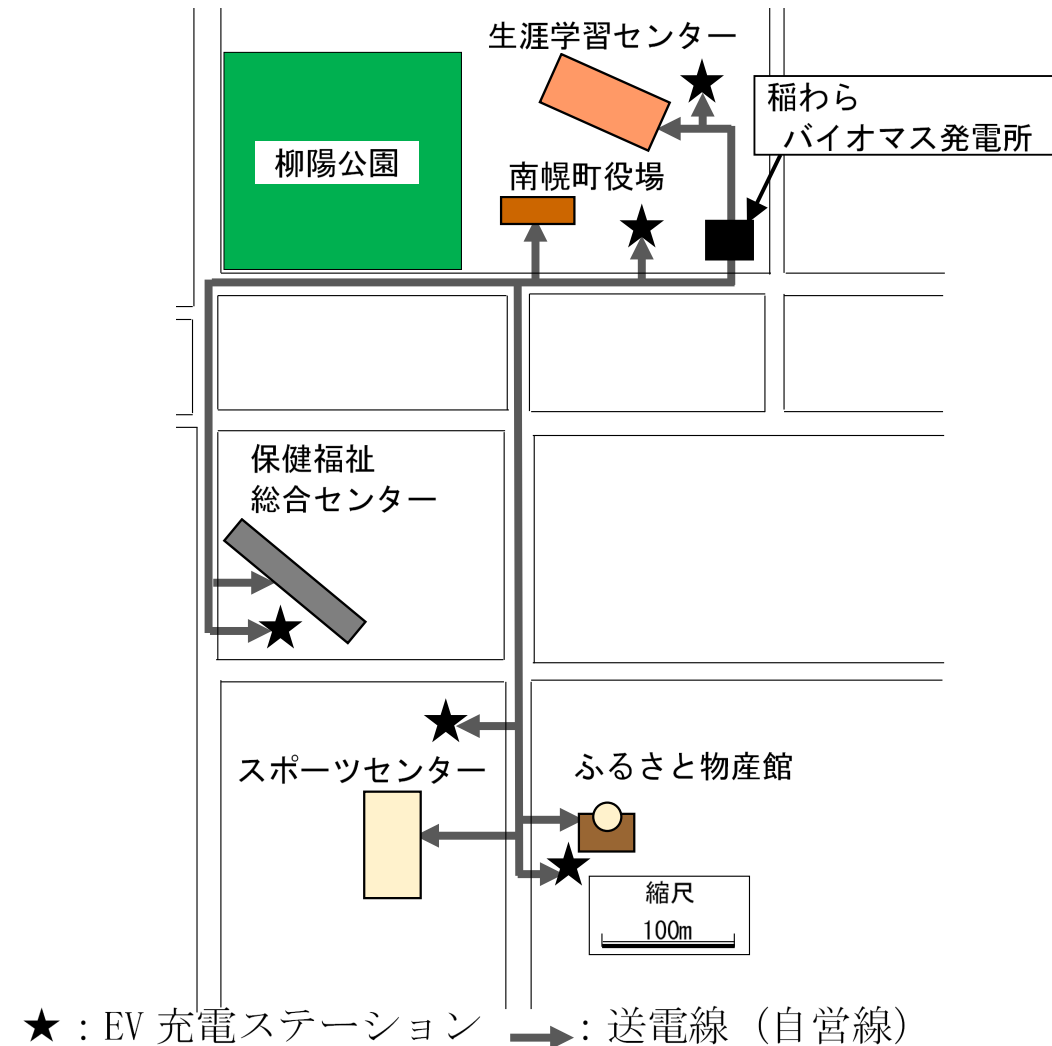 生涯学習センター
稲わら
バイオマス発電所
柳陽公園
南幌町役場
保健福祉
総合センター
スポーツセンター
ふるさと物産館
縮尺
100m
★：EV 充電ステーション　→：送電線（自営線）